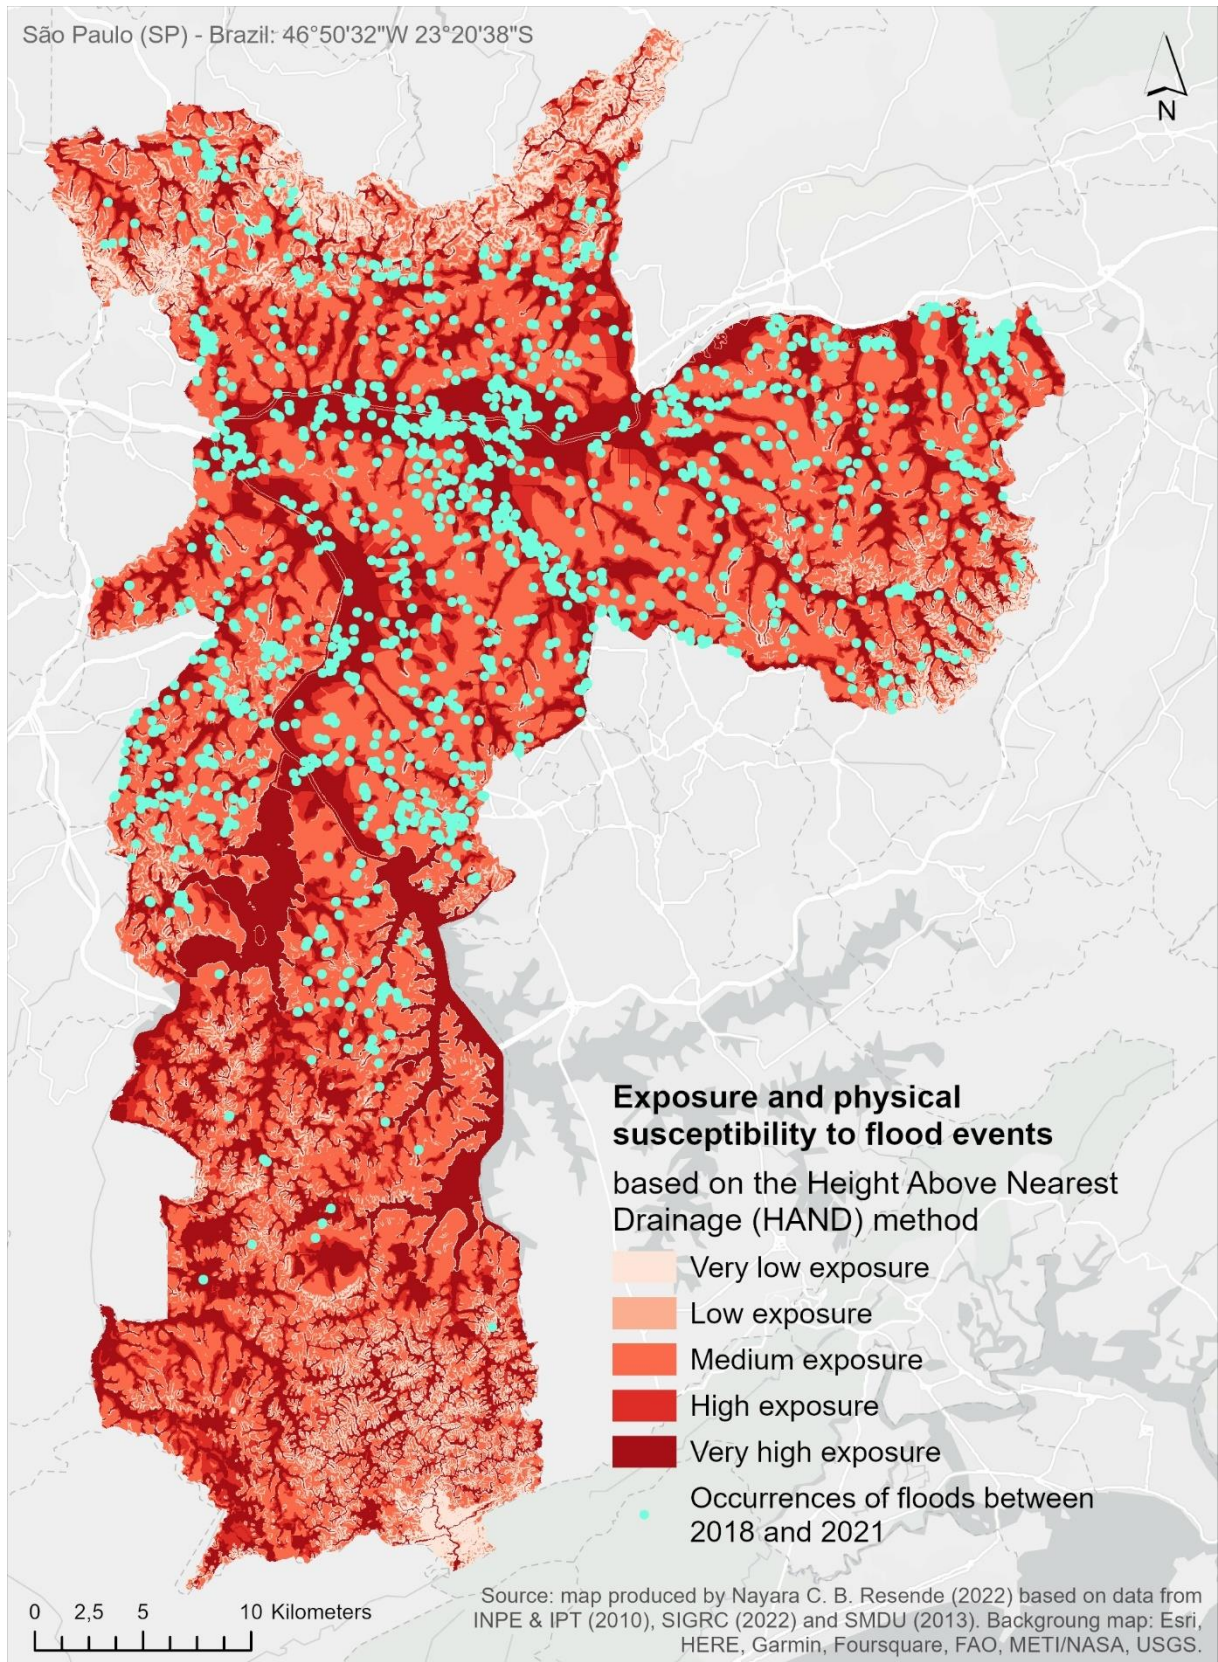 São Paulo (SP) - Brazil: 46°50'32"W 23°20'38"S
N
Exposure and physical
susceptibility to flood events
based on the Height Above Nearest
Drainage (HAND) method
Very low exposure
Low exposure
Medium exposure
High exposure
Very high exposure
Occurrences of floods between
2018 and 2021
0 2,5 5 10 Kilometers
Source: map produced by Nayara C. B. Resende (2022) based on data from
INPE & IPT (2010), SIGRC (2022) and SMDU (2013). Backgroung map: Esri,
HERE, Garmin, Foursquare, FAO, METI/NASA, USGS.